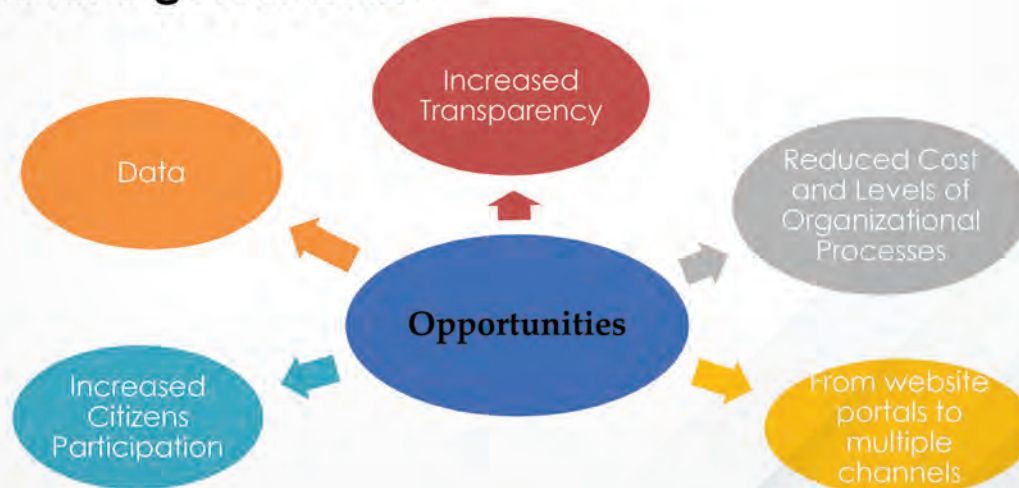 Increased
Transparency
Data
Reduced Cost
and Levels of
Organizational
Processes
Opportunities
Increased
Citizens
Participation
From website
portals to
multiple
channels